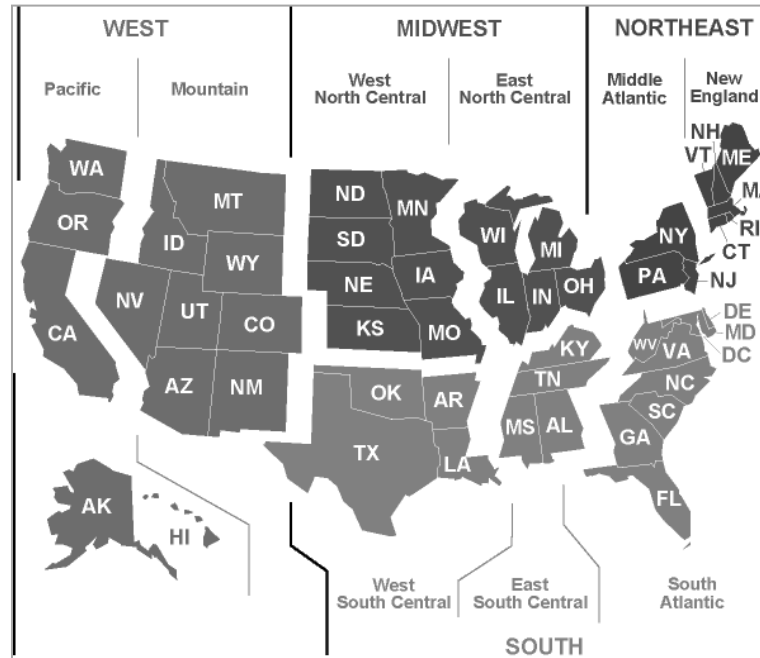 WEST
MIDWEST
NORTHEAST
Pacific
Mountain
West
North Central
East
North Central
Middle
Atlantic
New
England
WA
OR
CA
MT
ID
WY
NV
UT
CO
AZ
NM
AK
HI
ND
SD
NE
KS
MN
IA
MO
WI
MI
IL
IN
OH
NH
VT
ME
MA
RI
CT
NY
PA
NJ
DE
MD
DC
WV
VA
NC
SC
GA
FL
KY
TN
MS
AL
OK
AR
TX
LA
West
South Central
East
South Central
South
Atlantic
SOUTH